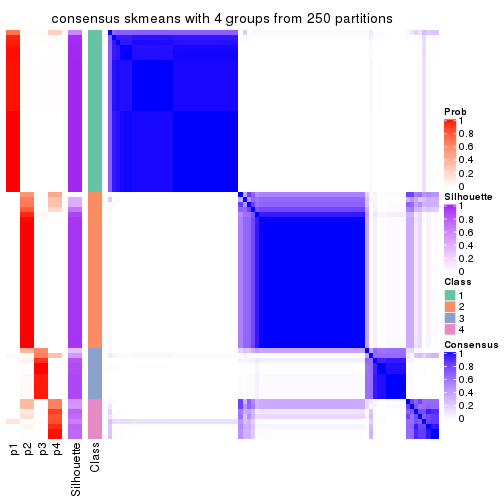 consensus skmeans with 4 groups from 250 partitions
Prob
1
0.8
0.6
0.4
0.2
0
Silhouette
1
0.8
0.6
0.4
0.2
0
Class
1
2
3
4
Consensus
1
0.8
0.6
0.4
0.2
0
p1
p2
p3
p4
Silhouette
Class